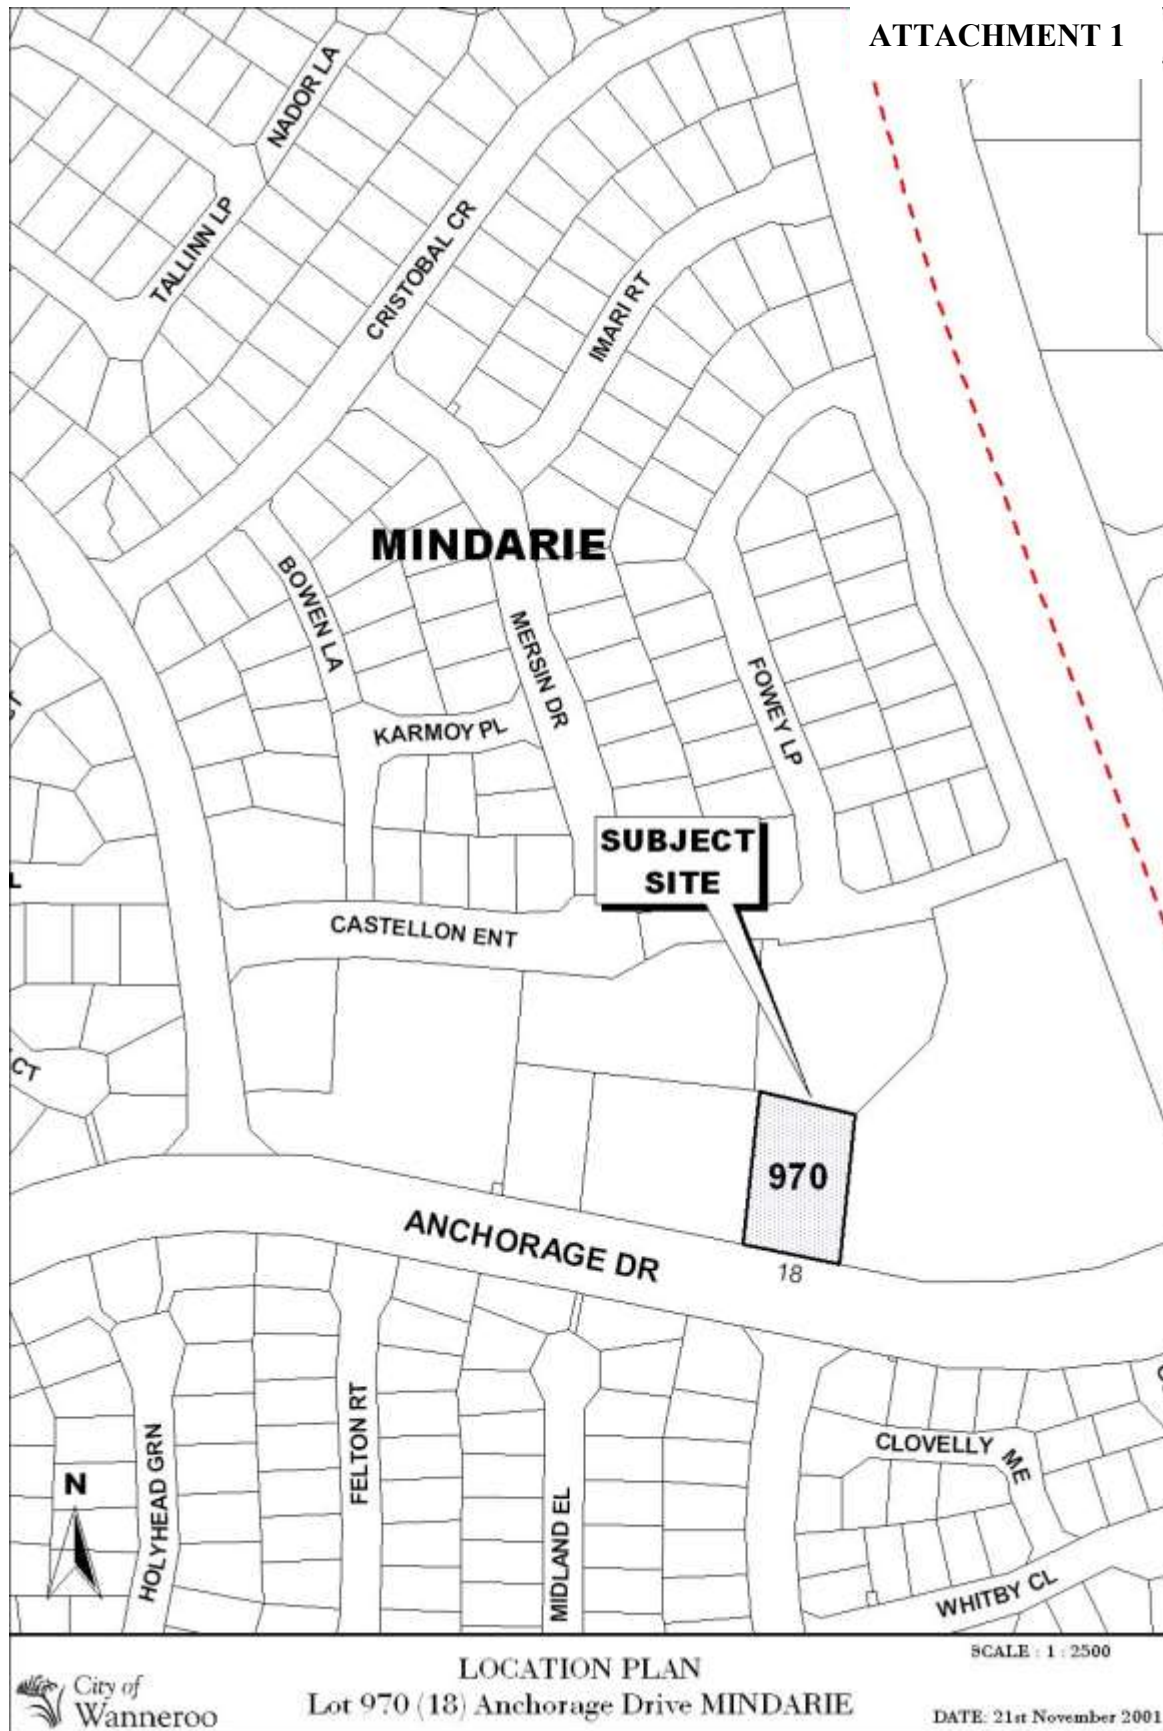 ATTACHMENT 1
NADOR LA
TALLINN LP
CRISTOBAL CR
IMARI RT
MINDARIE
BOWEN LA
MERSIN DR
FOWEY LP
KARMOY PL
SUBJECT
SITE
L
CASTELLON ENT
CT
970
ANCHORAGE DR
18
CLOVELLY ME
FELTON RT
HOLYHEAD GRN
MIDLAND EL
N
WHITBY CL
SCALE : 1 : 2500
LOCATION PLAN
City of
Wanneroo
Lot 970 (18) Anchorage Drive MINDARIE
DATE: 21st November 2001